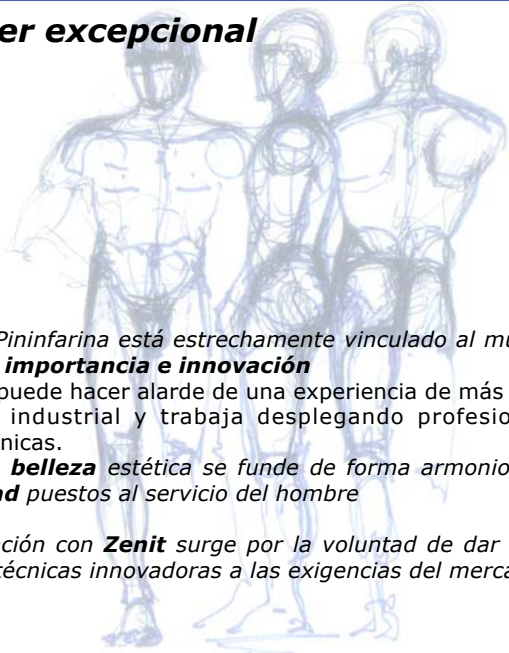 er excepcional
Pininfarina está estrechamente vinculado al mu
importancia e innovación
puede hacer alarde de una experiencia de más
industrial y trabaja desplegando profesio
nicas.
belleza estética se funde de forma armonio
ad puestos al servicio del hombre
ción con Zenit surge por la voluntad de dar
técnicas innovadoras a las exigencias del merca